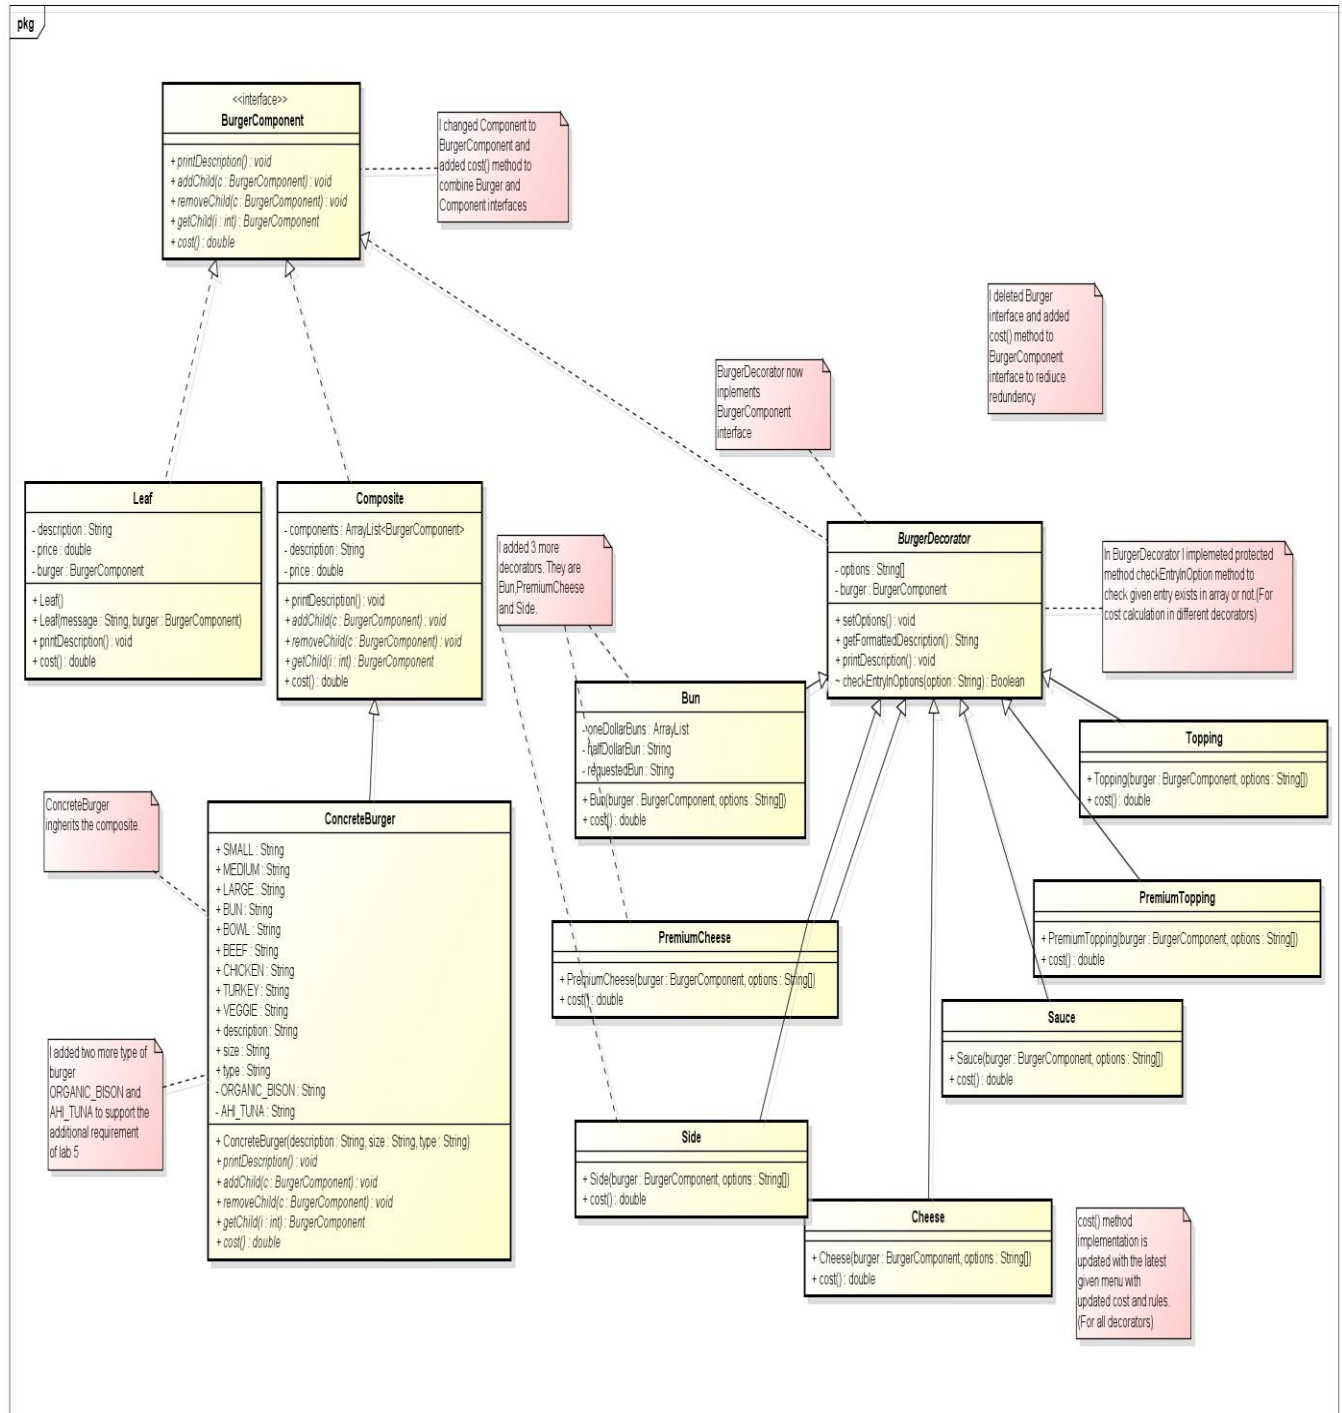 pkg
<<interface>>
BurgerComponent
+ printDescription() : void
+ addChild(c : BurgerComponent) : void
+ removeChild(c : BurgerComponent) : void
+ getChild(i : int) : BurgerComponent
+ cost() : double
I changed Component to
BurgerComponent and
added cost() method to
combine Burger and
Component interfaces
I deleted Burger
interface and added
cost() method to
BurgerComponent
interface to rediuce
redundency
BurgerDecorator now
inplements
BurgerComponent
interface
Leaf
- description : String
- price : double
- burger : BurgerComponent
+ Leaf()
+ Leaf(message : String, burger : BurgerComponent)
+ printDescription() : void
+ cost() : double
Composite
- components : ArrayList<BurgerComponent>
- description : String
- price : double
+ printDescription() : void
+ addChild(c : BurgerComponent) : void
+ removeChild(c : BurgerComponent) : void
+ getChild(i : int) : BurgerComponent
+ cost() : double
I added 3 more
decorators. They are
Bun,PremiumCheese
and Side.
BurgerDecorator
- options : String[]
- burger : BurgerComponent
+ setOptions() : void
+ getFormattedDescription() : String
+ printDescription() : void
~ checkEntryInOptions(option : String) : Boolean
In BurgerDecorator I implemeted protected
method checkEntryInOption method to
check given entry exists in array or not.(For
cost calculation in different decorators)
Bun
- oneDollarBuns : ArrayList
- halfDollarBun : String
- requestedBun : String
+ Bun(burger : BurgerComponent, options : String[])
+ cost() : double
Topping
+ Topping(burger : BurgerComponent, options : String[])
+ cost() : double
ConcreteBurger
ingherits the composite.
ConcreteBurger
+ SMALL : String
+ MEDIUM : String
+ LARGE : String
+ BUN : String
+ BOWL : String
+ BEEF : String
+ CHICKEN : String
+ TURKEY : String
+ VEGGIE : String
+ description : String
+ size : String
+ type : String
- ORGANIC_BISON : String
- AHI_TUNA : String
+ ConcreteBurger(description : String, size : String, type : String)
+ printDescription() : void
+ addChild(c : BurgerComponent) : void
+ removeChild(c : BurgerComponent) : void
+ getChild(i : int) : BurgerComponent
+ cost() : double
I added two more type of
burger
ORGANIC_BISON and
AHI_TUNA to support the
additional requirement
of lab 5
PremiumCheese
+ PremiumCheese(burger : BurgerComponent, options : String[])
+ cost() : double
PremiumTopping
+ PremiumTopping(burger : BurgerComponent, options : String[])
+ cost() : double
Sauce
+ Sauce(burger : BurgerComponent, options : String[])
+ cost() : double
Side
+ Side(burger : BurgerComponent, options : String[])
+ cost() : double
Cheese
+ Cheese(burger : BurgerComponent, options : String[])
+ cost() : double
cost() method
implementation is
updated with the latest
given menu with
updated cost and rules.
(For all decorators)